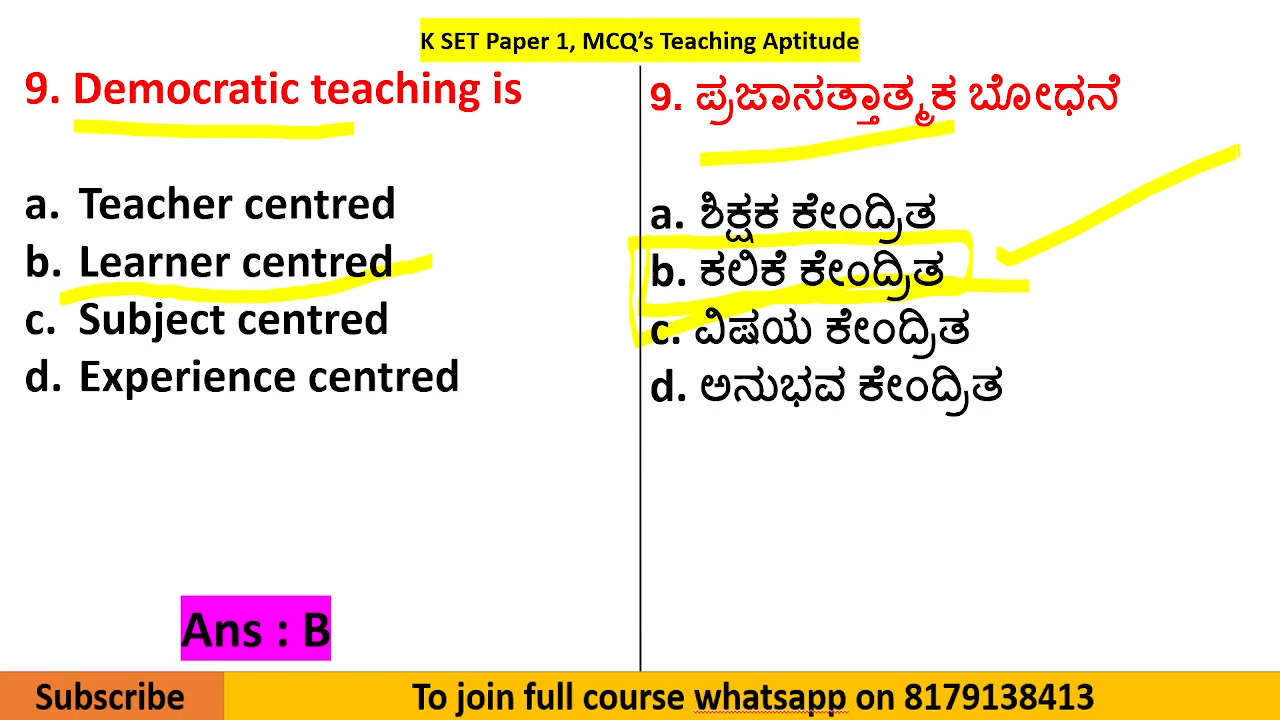 K SET Paper 1, MCQ’s Teaching Aptitude
9. Democratic teaching is
a. Teacher centred
b. Learner centred
c. Subject centred
d. Experience centred
Ans : B
9. ಪ್ರಜಾಸತ್ತಾತ್ಮಕ ಬೋಧನೆ
a. ಶಿಕ್ಷಕ ಕೇಂದ್ರಿತ
b. ಕಲಿಕೆ ಕೇಂದ್ರಿತ
c. ವಿಷಯ ಕೇಂದ್ರಿತ
d. ಅನುಭವ ಕೇಂದ್ರಿತ
Subscribe
To join full course whatsapp on 8179138413